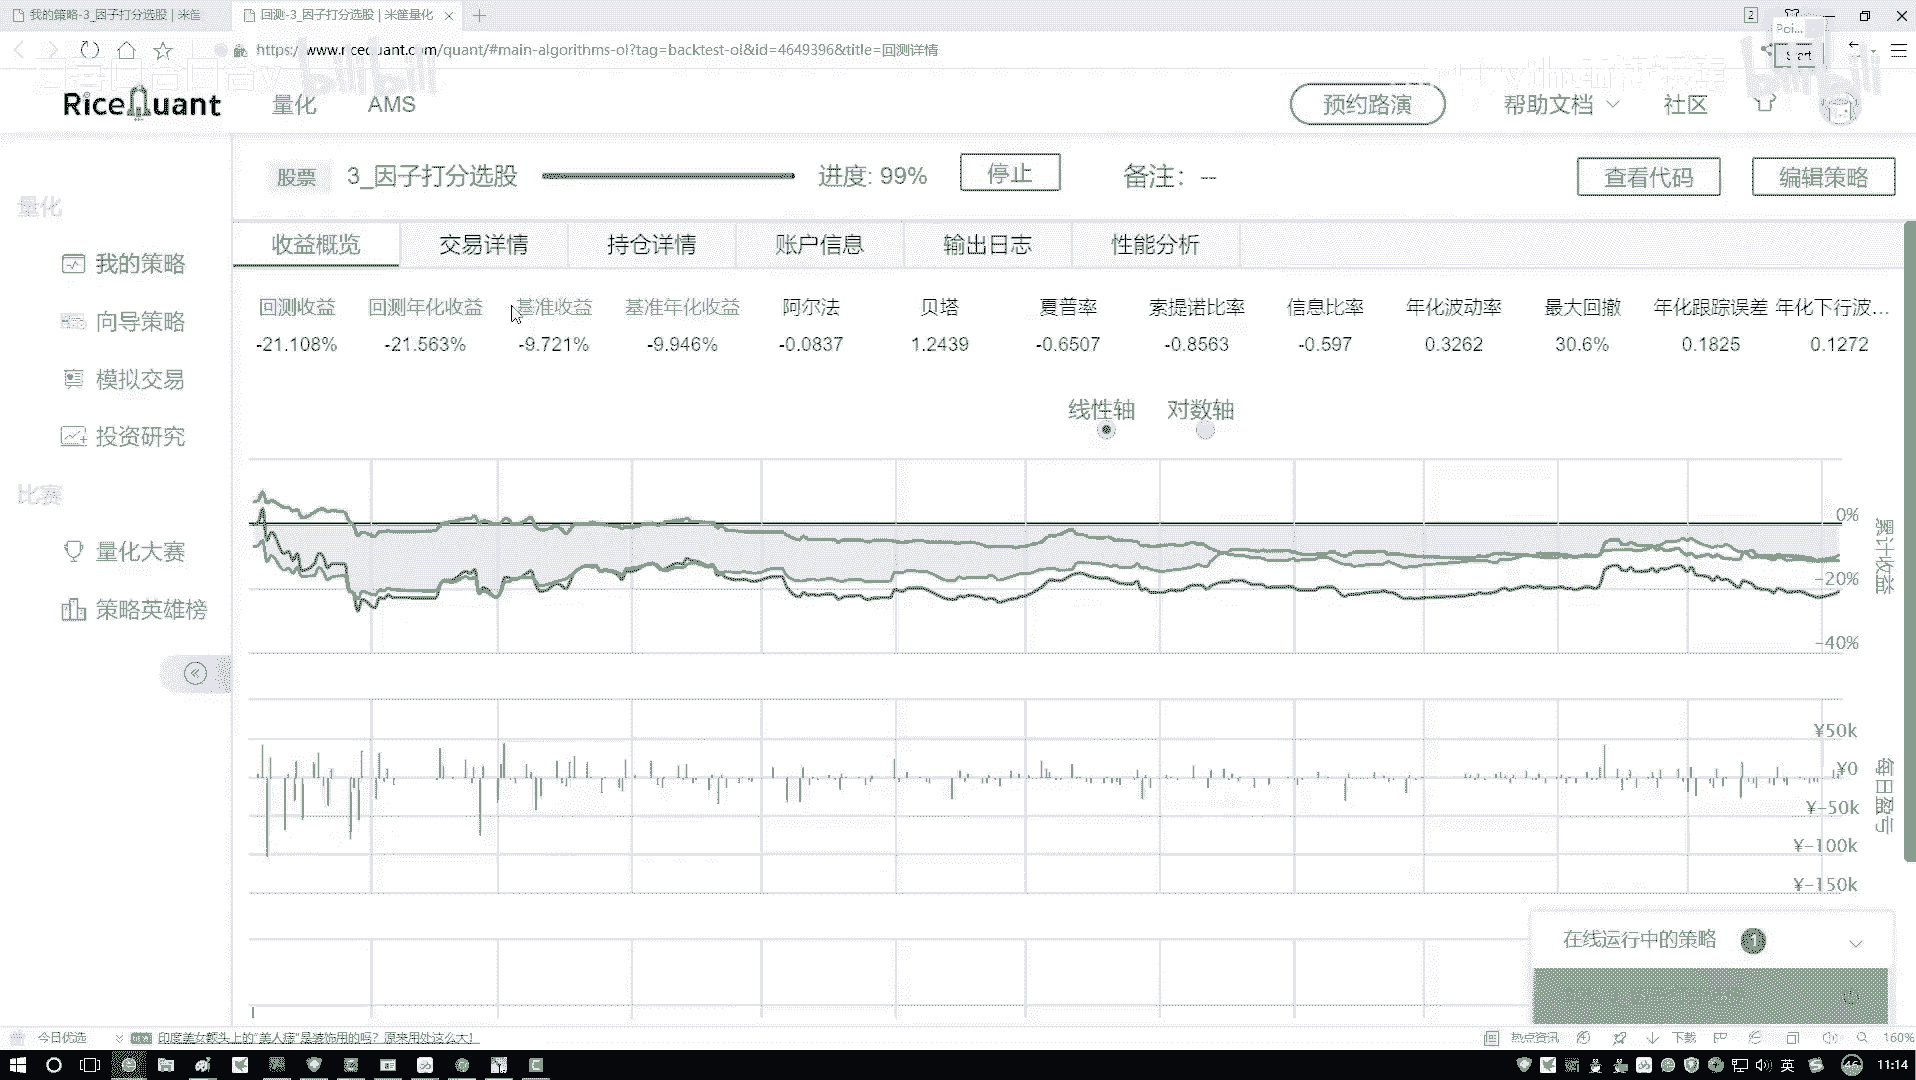 我的策略-3_因子打分选股 | 米筐
回测-3_因子打分选股 | 米筐量化
2
https://www.ricequant.com/quant/#main-algorithms-ol?tag=backtest-ol&id=4649396&title=回测详情
Poi...
Start
bilibili
bilibili
RiceQuant
量化
AMS
预约路演
帮助文档
社区
股票
3_因子打分选股
进度: 99%
停止
备注: --
查看代码
编辑策略
量化
我的策略
向导策略
模拟交易
投资研究
比赛
量化大赛
策略英雄榜
收益概览
交易详情
持仓详情
账户信息
输出日志
性能分析
回测收益 回测年化收益 基准收益 基准年化收益 阿尔法 贝塔 夏普率 索提诺比率 信息比率 年化波动率 最大回撤 年化跟踪误差 年化下行波...
-21.108% -21.563% -9.721% -9.946% -0.0837 1.2439 -0.6507 -0.8563 -0.597 0.3262 30.6% 0.1825 0.1272
线性轴
对数轴
0%
-20%
-40%
累计收益
¥50k
¥0
¥-50k
¥-100k
¥-150k
每日盈亏
在线运行中的策略 1
今日优选
印度美女额头上的"美人痣"是装饰用的吗？原来用处这么大！
热点资讯
下载
160%
英
46
11:14